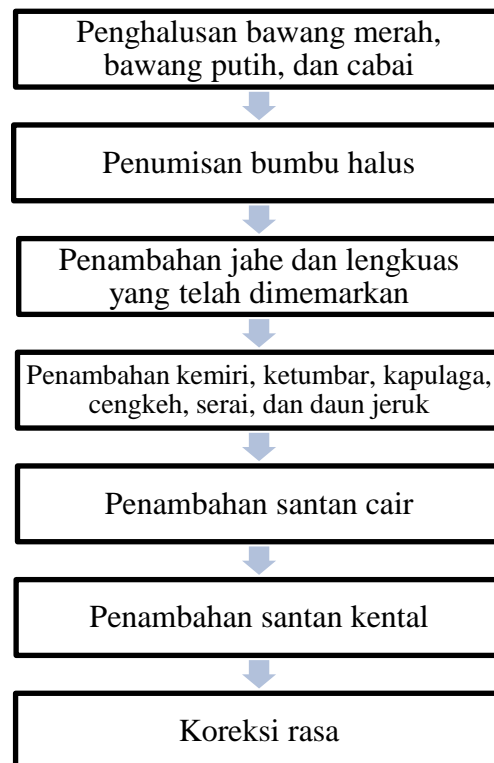 Penghalusan bawang merah,
bawang putih, dan cabai
Penumisan bumbu halus
Penambahan jahe dan lengkuas
yang telah dimemarkan
Penambahan kemiri, ketumbar, kapulaga,
cengkeh, serai, dan daun jeruk
Penambahan santan cair
Penambahan santan kental
Koreksi rasa